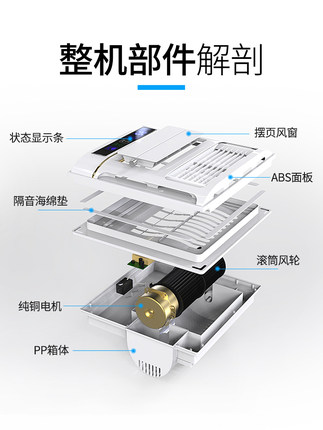 整机部件解剖
状态显示条
摆页风窗
ABS面板
隔音海绵垫
滚筒风轮
纯铜电机
PP箱体